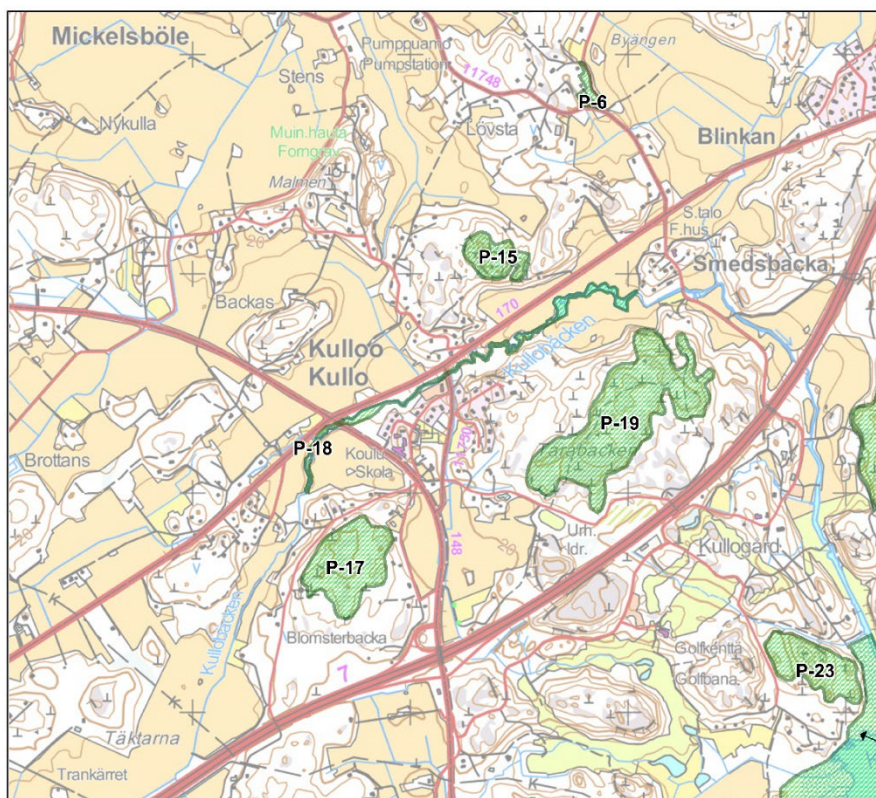 Mickelsböle
Pumppuamo
Pumpstation
Byängen
Stens
11748
P-6
Nykulla
Lövsta
Blinkan
Muin.hauta
Forngrav
Malmen
S.talo
F.hus
P-15
Smedsbacka
Backas
170
Kullobäcken
Kulloo
Kullo
P-19
P-18
Brottans
Koulu
Skola
Urh.
Idr.
Kullogård
148
P-17
Blomsterbacka
Kullobäcken
Golfkenttä
Golfbana
P-23
7
Täktarna
Trankärret